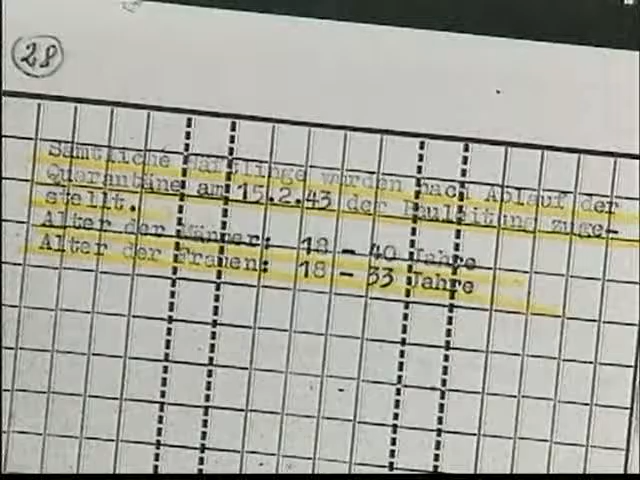 28
Sämtliche Häftlinge wurden nach Ablauf der
Quarantäne am 15.2.43 der Bauleitung zuge-
stellt.
Alter der Männer: 18 - 40 Jahre
Alter der Frauen: 18 - 33 Jahre